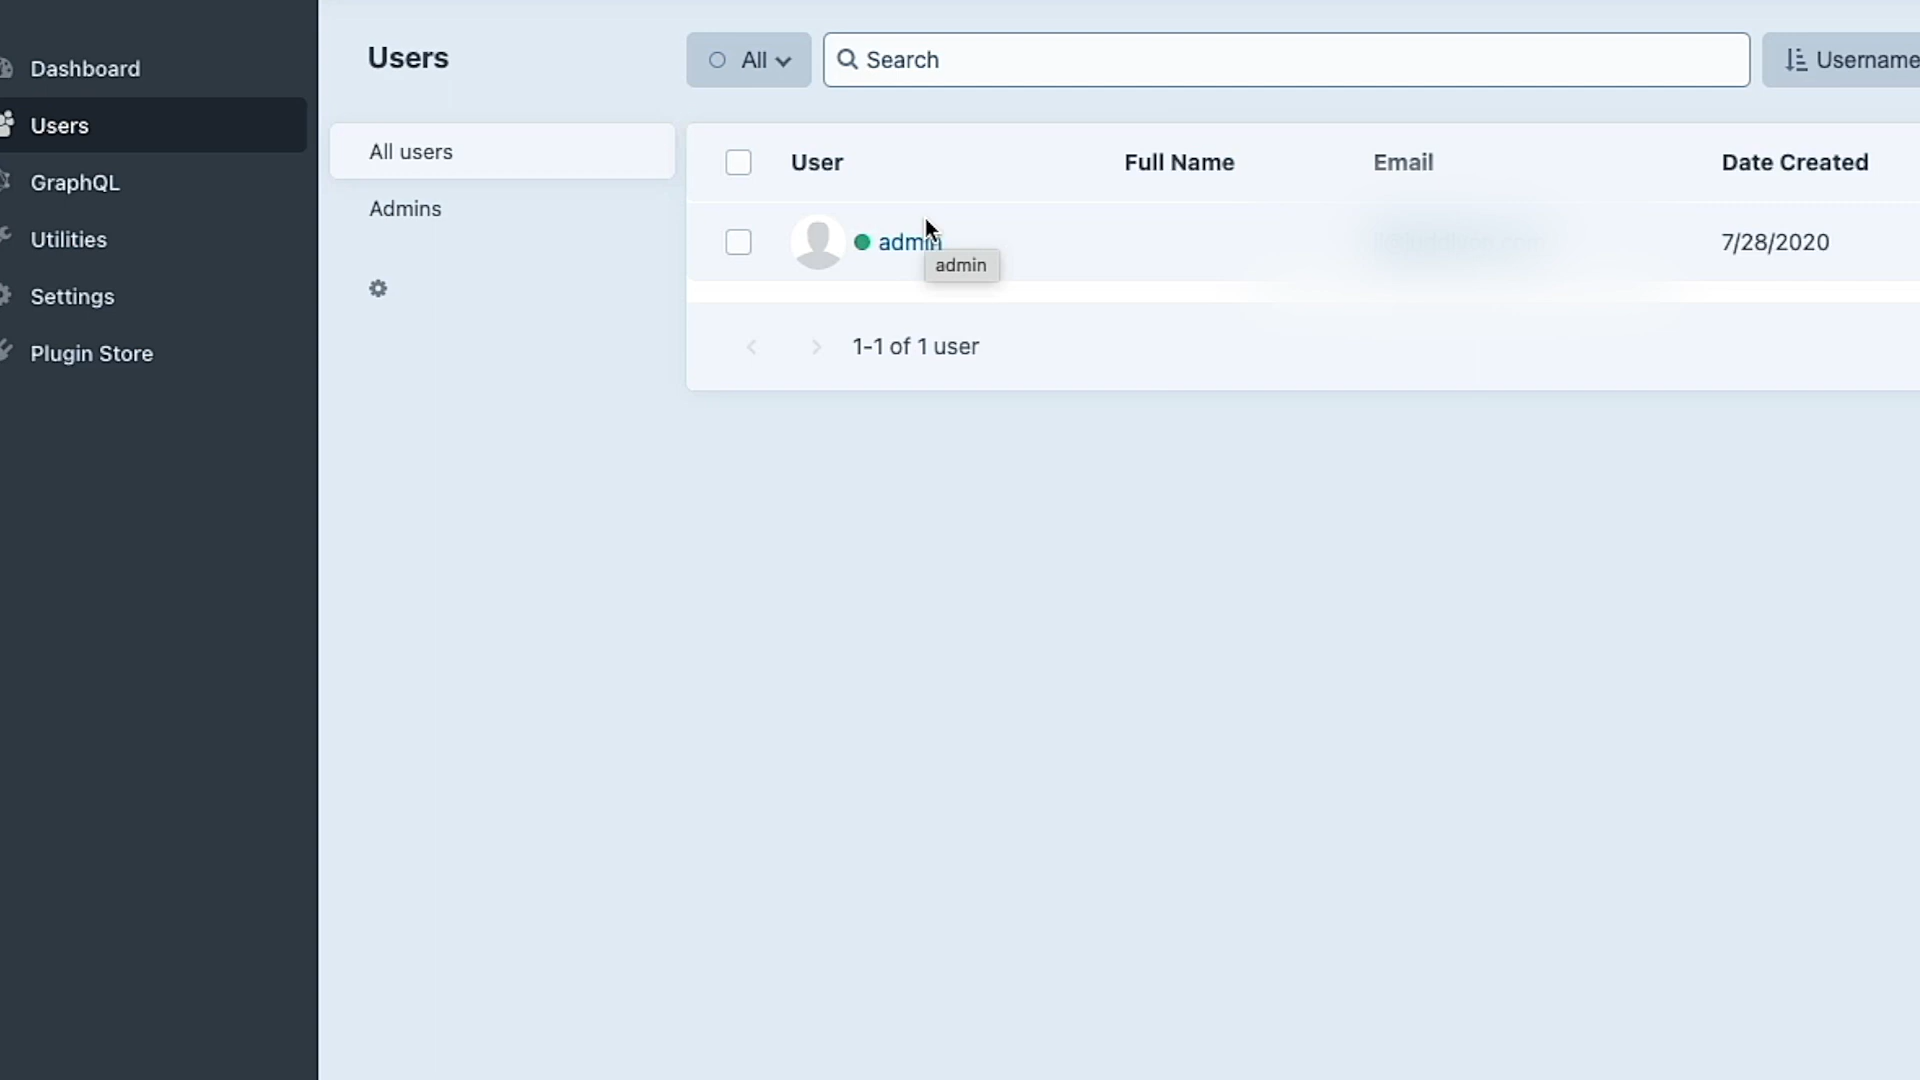 Dashboard
Users
GraphQL
Utilities
Settings
Plugin Store
Users
All
Search
Username
All users
Admins
User Full Name Email Date Created
admin 7/28/2020
admin
1-1 of 1 user